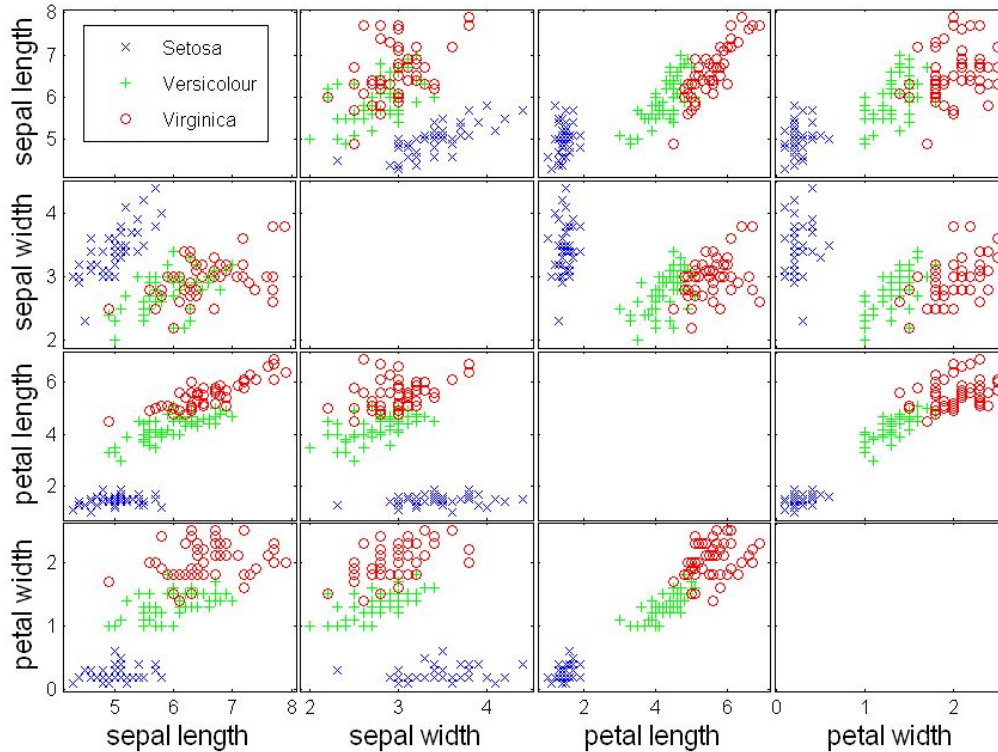 8
7
6
5
sepal length
Setosa
Versicolour
Virginica
4
3
2
sepal width
6
4
2
petal length
2
1
0
petal width
5 6 7 8
2 3 4
2 4 6
0 1 2
sepal length
sepal width
petal length
petal width